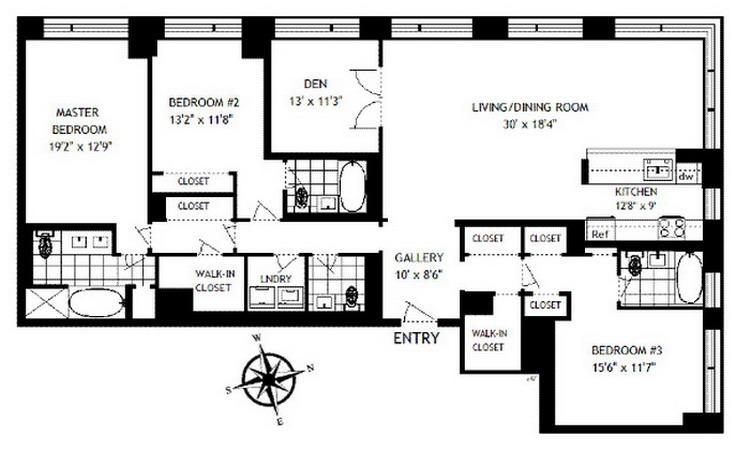 MASTER
BEDROOM
19'2" x 12'9"
BEDROOM #2
13'2" x 11'8"
DEN
13' x 11'3"
LIVING/DINING ROOM
30' x 18'4"
CLOSET
CLOSET
dw
KITCHEN
12'8" x 9'
Ref
WALK-IN
CLOSET
LNDRY
GALLERY
10' x 8'6"
CLOSET
CLOSET
CLOSET
WALK-IN
CLOSET
ENTRY
BEDROOM #3
15'6" x 11'7"
W
N
S
E